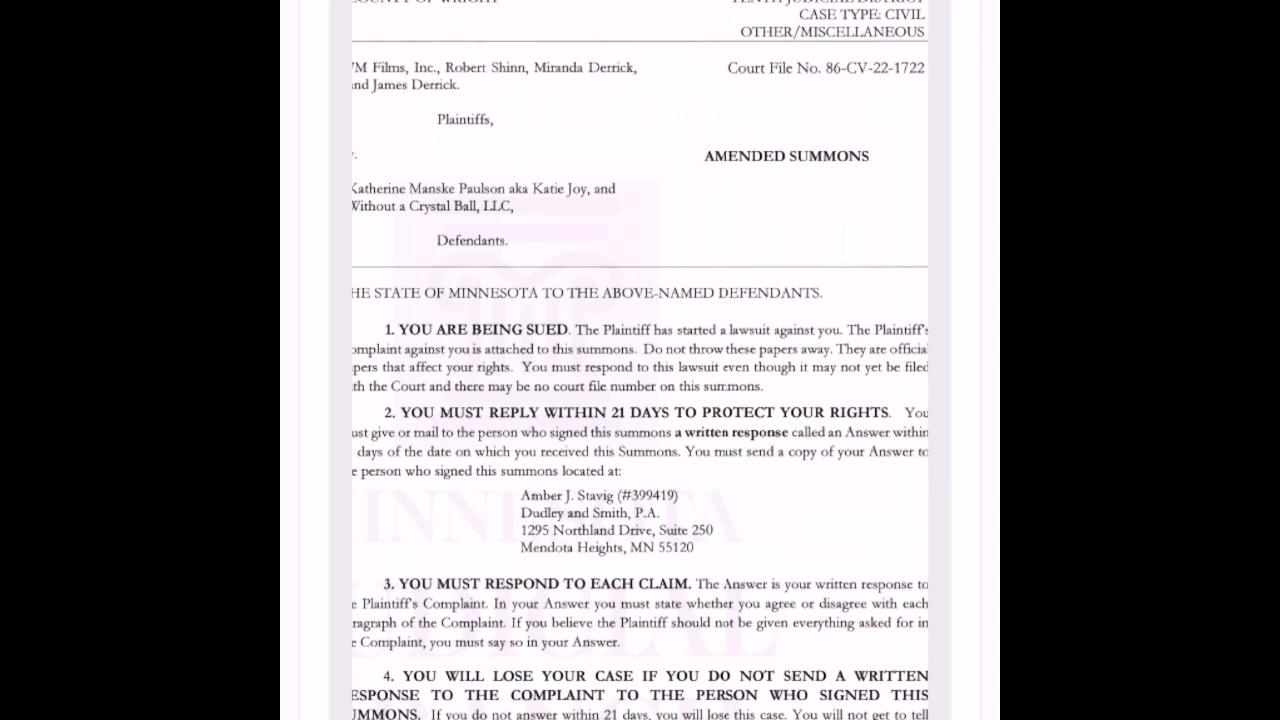 COUNTY OF WRIGHT
TENTH JUDICIAL DISTRICT
CASE TYPE: CIVIL
OTHER/MISCELLANEOUS
/M Films, Inc., Robert Shinn, Miranda Derrick,
nd James Derrick.
Court File No. 86-CV-22-1722
Plaintiffs,
.
AMENDED SUMMONS
Katherine Manske Paulson aka Katie Joy, and
Without a Crystal Ball, LLC,
Defendants.
HE STATE OF MINNESOTA TO THE ABOVE-NAMED DEFENDANTS.
1. YOU ARE BEING SUED. The Plaintiff has started a lawsuit against you. The Plaintiff's
omplaint against you is attached to this summons. Do not throw these papers away. They are official
pers that affect your rights. You must respond to this lawsuit even though it may not yet be filed
th the Court and there may be no court file number on this summons.
2. YOU MUST REPLY WITHIN 21 DAYS TO PROTECT YOUR RIGHTS. You
ust give or mail to the person who signed this summons a written response called an Answer within
days of the date on which you received this Summons. You must send a copy of your Answer to
e person who signed this summons located at:
Amber J. Stavig (#399419)
Dudley and Smith, P.A.
1295 Northland Drive, Suite 250
Mendota Heights, MN 55120
3. YOU MUST RESPOND TO EACH CLAIM. The Answer is your written response to
e Plaintiff's Complaint. In your Answer you must state whether you agree or disagree with each
ragraph of the Complaint. If you believe the Plaintiff should not be given everything asked for in
e Complaint, you must say so in your Answer.
4. YOU WILL LOSE YOUR CASE IF YOU DO NOT SEND A WRITTEN
ESPONSE TO THE COMPLAINT TO THE PERSON WHO SIGNED THIS
UMMONS. If you do not answer within 21 days, you will lose this case. You will not get to tell
MINNESOTA
JUDICIAL